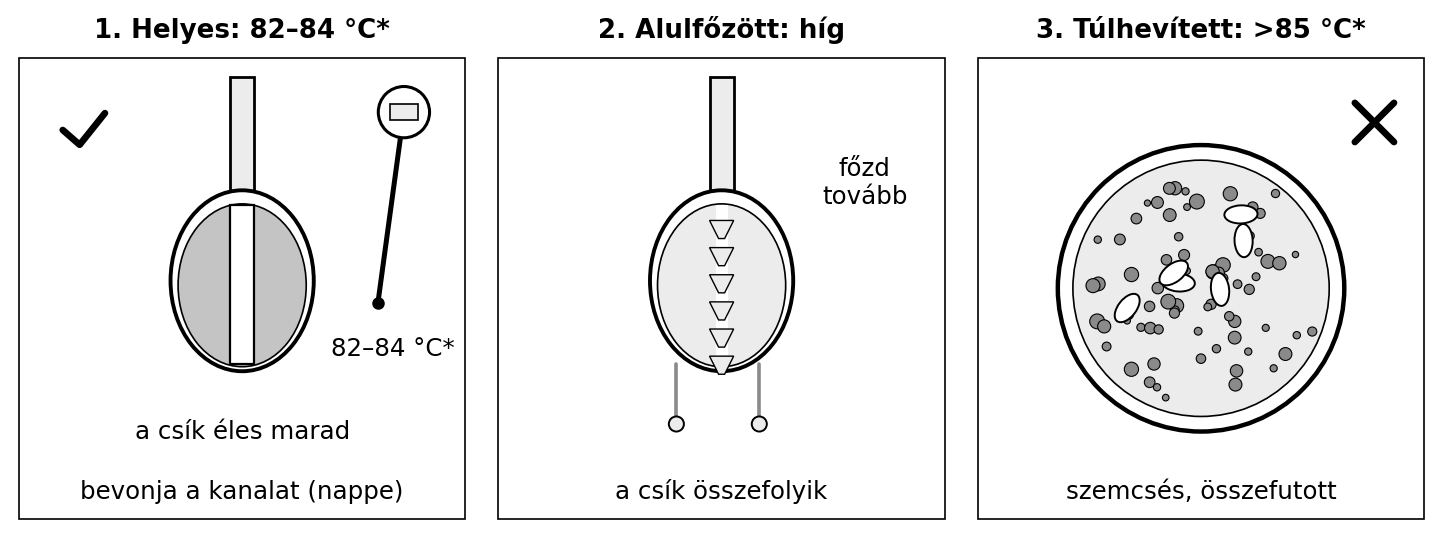 1. Helyes: 82–84 °C*
82–84 °C*
a csík éles marad
bevonja a kanalat (nappe)
2. Alulfőzött: híg
főzd
tovább
a csík összefolyik
3. Túlhevített: >85 °C*
szemcsés, összefutott